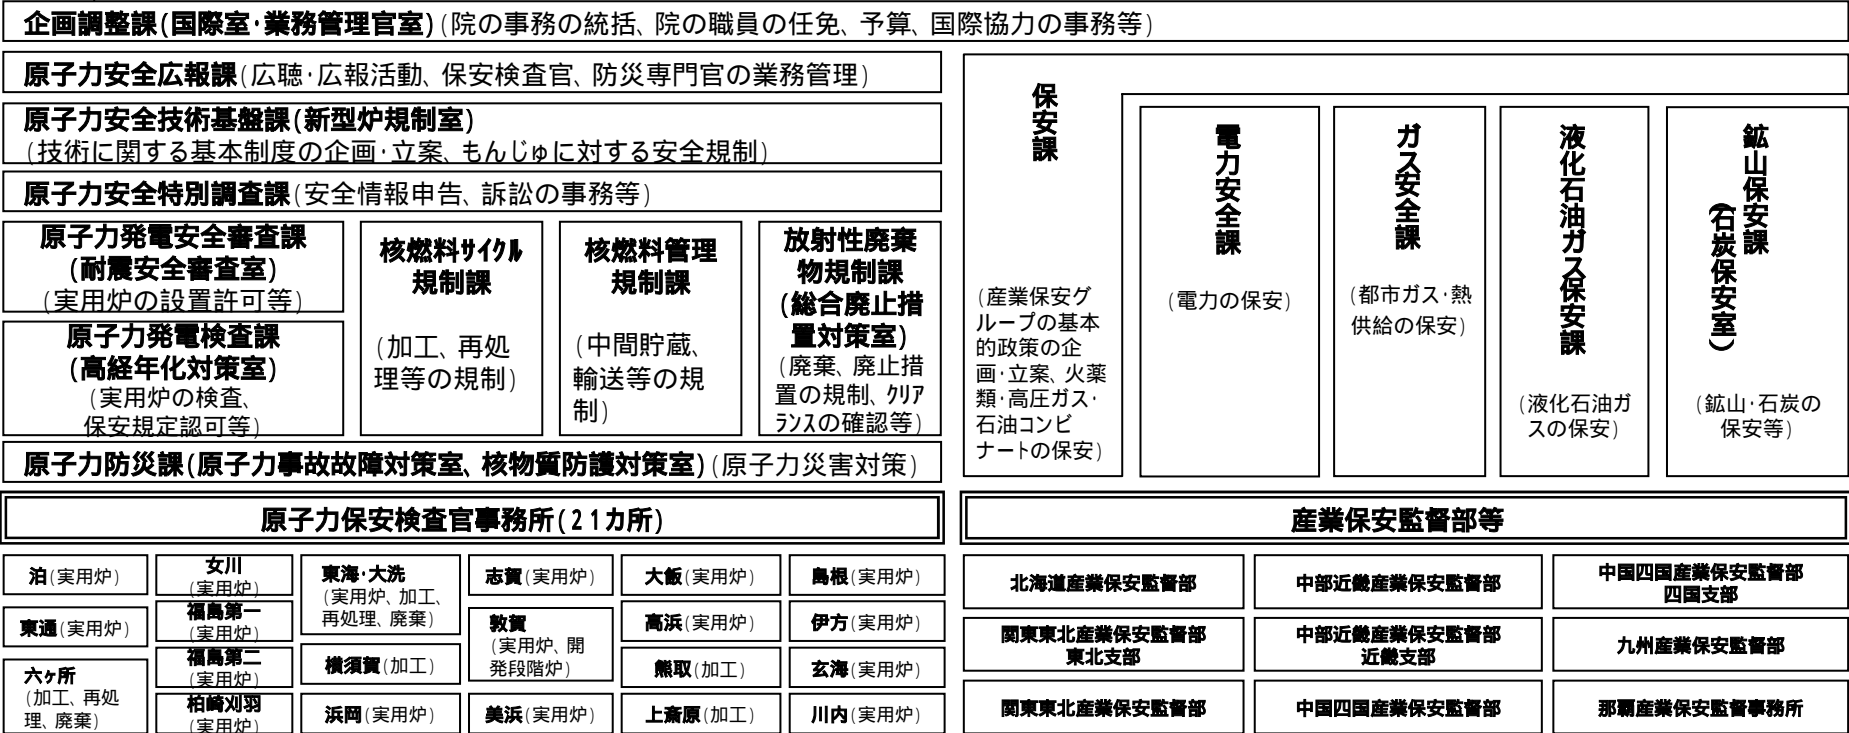 企画調整課(国際室・業務管理官室)(院の事務の統括、院の職員の任免、予算、国際協力の事務等)
原子力安全広報課(広聴・広報活動、保安検査官、防災専門官の業務管理)
原子力安全技術基盤課(新型炉規制室)
(技術に関する基本制度の企画・立案、もんじゅに対する安全規制)
原子力安全特別調査課(安全情報申告、訴訟の事務等)
原子力発電安全審査課
(耐震安全審査室)
(実用炉の設置許可等)
原子力発電検査課
(高経年化対策室)
(実用炉の検査、
保安規定認可等)
核燃料サイクル
規制課
(加工、再処
理等の規制)
核燃料管理
規制課
(中間貯蔵、
輸送等の規
制)
放射性廃棄
物規制課
(総合廃止措
置対策室)
(廃棄、廃止措
置の規制、クリア
ランスの確認等)
原子力防災課(原子力事故故障対策室、核物質防護対策室)(原子力災害対策)
保安課
(産業保安グ
ループの基本
的政策の企
画・立案、火薬
類・高圧ガス・
石油コンビ
ナートの保安)
電力安全課
(電力の保安)
ガス安全課
(都市ガス・熱
供給の保安)
液化石油ガス保安課
(液化石油ガ
スの保安)
鉱山保安課
(石炭保安室)
(鉱山・石炭の
保安等)
原子力保安検査官事務所(21カ所)
泊(実用炉)
東通(実用炉)
六ヶ所
(加工、再処
理、廃棄)
女川
(実用炉)
福島第一
(実用炉)
福島第二
(実用炉)
柏崎刈羽
(実用炉)
東海・大洗
(実用炉、加工、
再処理、廃棄)
横須賀(加工)
浜岡(実用炉)
志賀(実用炉)
敦賀
(実用炉、開
発段階炉)
美浜(実用炉)
大飯(実用炉)
高浜(実用炉)
熊取(加工)
上斎原(加工)
島根(実用炉)
伊方(実用炉)
玄海(実用炉)
川内(実用炉)
産業保安監督部等
北海道産業保安監督部
関東東北産業保安監督部
東北支部
関東東北産業保安監督部
中部近畿産業保安監督部
中部近畿産業保安監督部
近畿支部
中国四国産業保安監督部
中国四国産業保安監督部
四国支部
九州産業保安監督部
那覇産業保安監督事務所